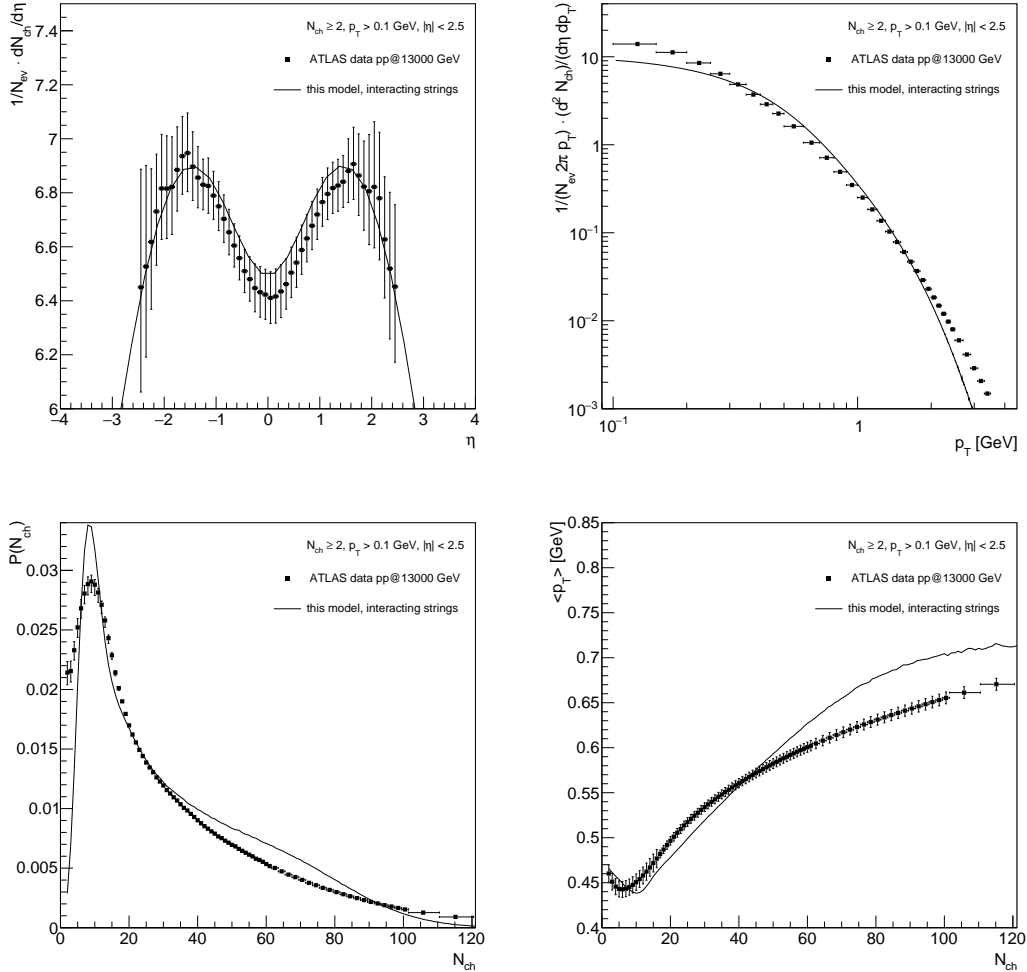 1/N_ev · dN_ch/dη
N_ch ≥ 2, p_T > 0.1 GeV, |η| < 2.5
ATLAS data pp@13000 GeV
this model, interacting strings
7.4
7.2
7
6.8
6.6
6.4
6.2
6
−4 −3 −2 −1 0 1 2 3 4
η
1/(N_ev 2π p_T) · (d² N_ch)/(dη dp_T)
N_ch ≥ 2, p_T > 0.1 GeV, |η| < 2.5
ATLAS data pp@13000 GeV
this model, interacting strings
10
1
10⁻¹
10⁻²
10⁻³
10⁻¹ 1
p_T [GeV]
P(N_ch)
N_ch ≥ 2, p_T > 0.1 GeV, |η| < 2.5
ATLAS data pp@13000 GeV
this model, interacting strings
0.03
0.025
0.02
0.015
0.01
0.005
0
0 20 40 60 80 100 120
N_ch
<p_T> [GeV]
N_ch ≥ 2, p_T > 0.1 GeV, |η| < 2.5
ATLAS data pp@13000 GeV
this model, interacting strings
0.85
0.8
0.75
0.7
0.65
0.6
0.55
0.5
0.45
0.4
0 20 40 60 80 100 120
N_ch